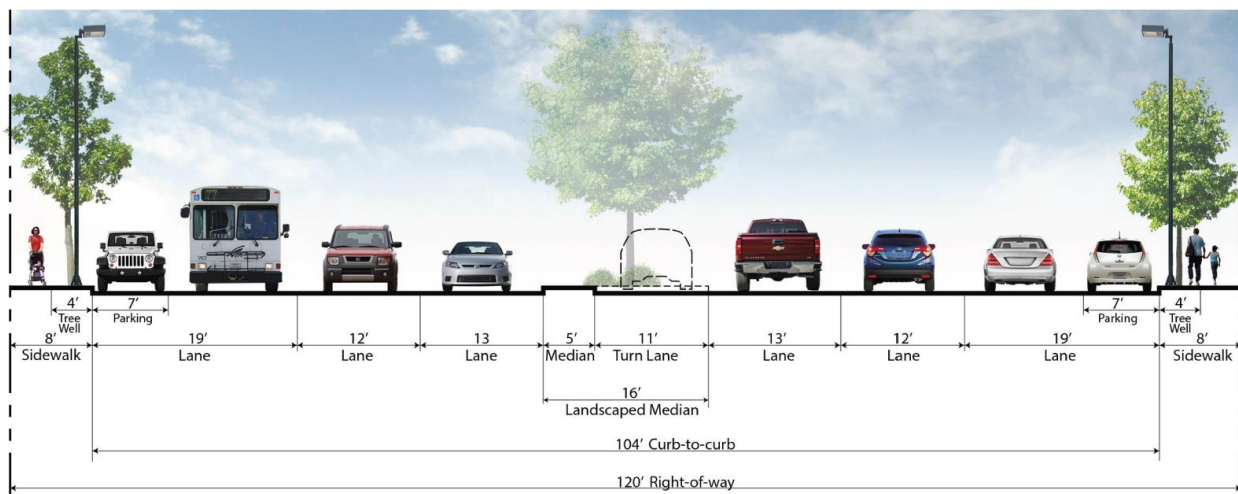 4’
Tree
Well
7’
Parking
7’
Parking
4’
Tree
Well
8’
Sidewalk
19’
Lane
12’
Lane
13
Lane
5’
Median
11’
Turn Lane
13’
Lane
12’
Lane
19’
Lane
8’
Sidewalk
16’
Landscaped Median
104’ Curb-to-curb
120’ Right-of-way